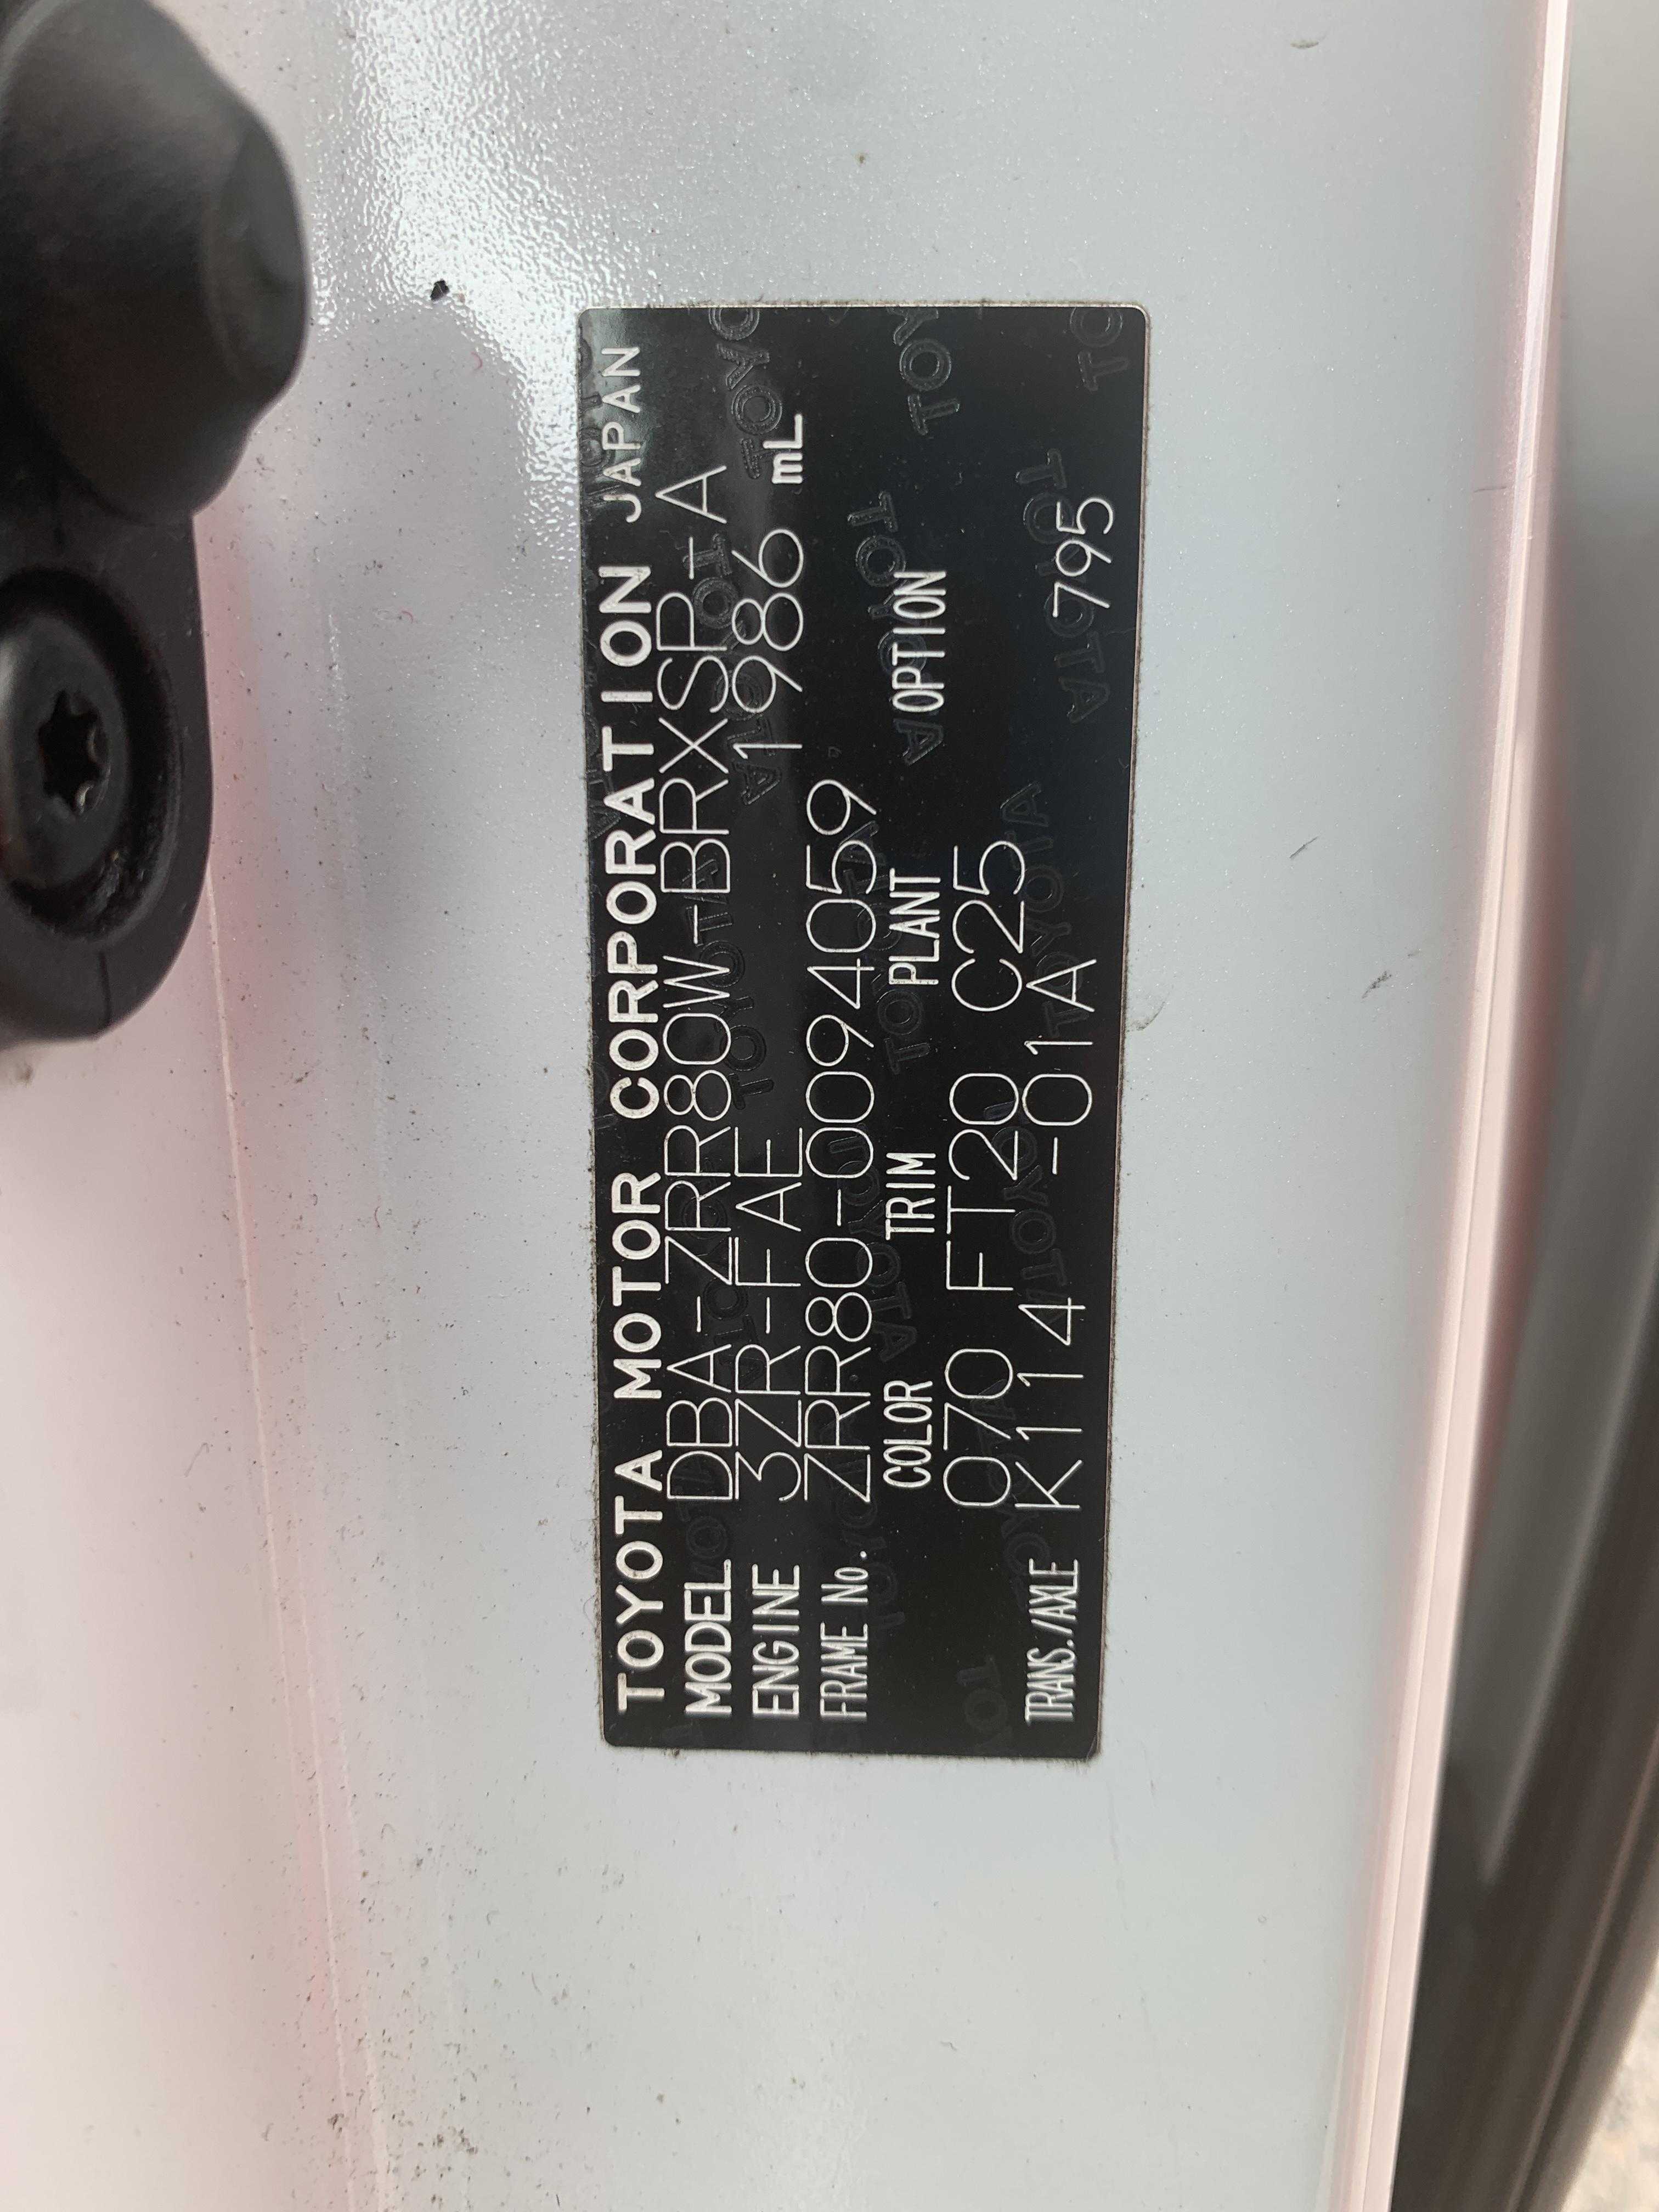 TOYOTA MOTOR CORPORATION JAPAN
MODEL DBA-ZRR80W-BRXSP-A
ENGINE 3ZR-FAE 1986 mL
FRAME No. ZRR80-0094059
COLOR TRIM PLANT OPTION
070 FT20 C25
TRANS./AXLE K114 -01A 795